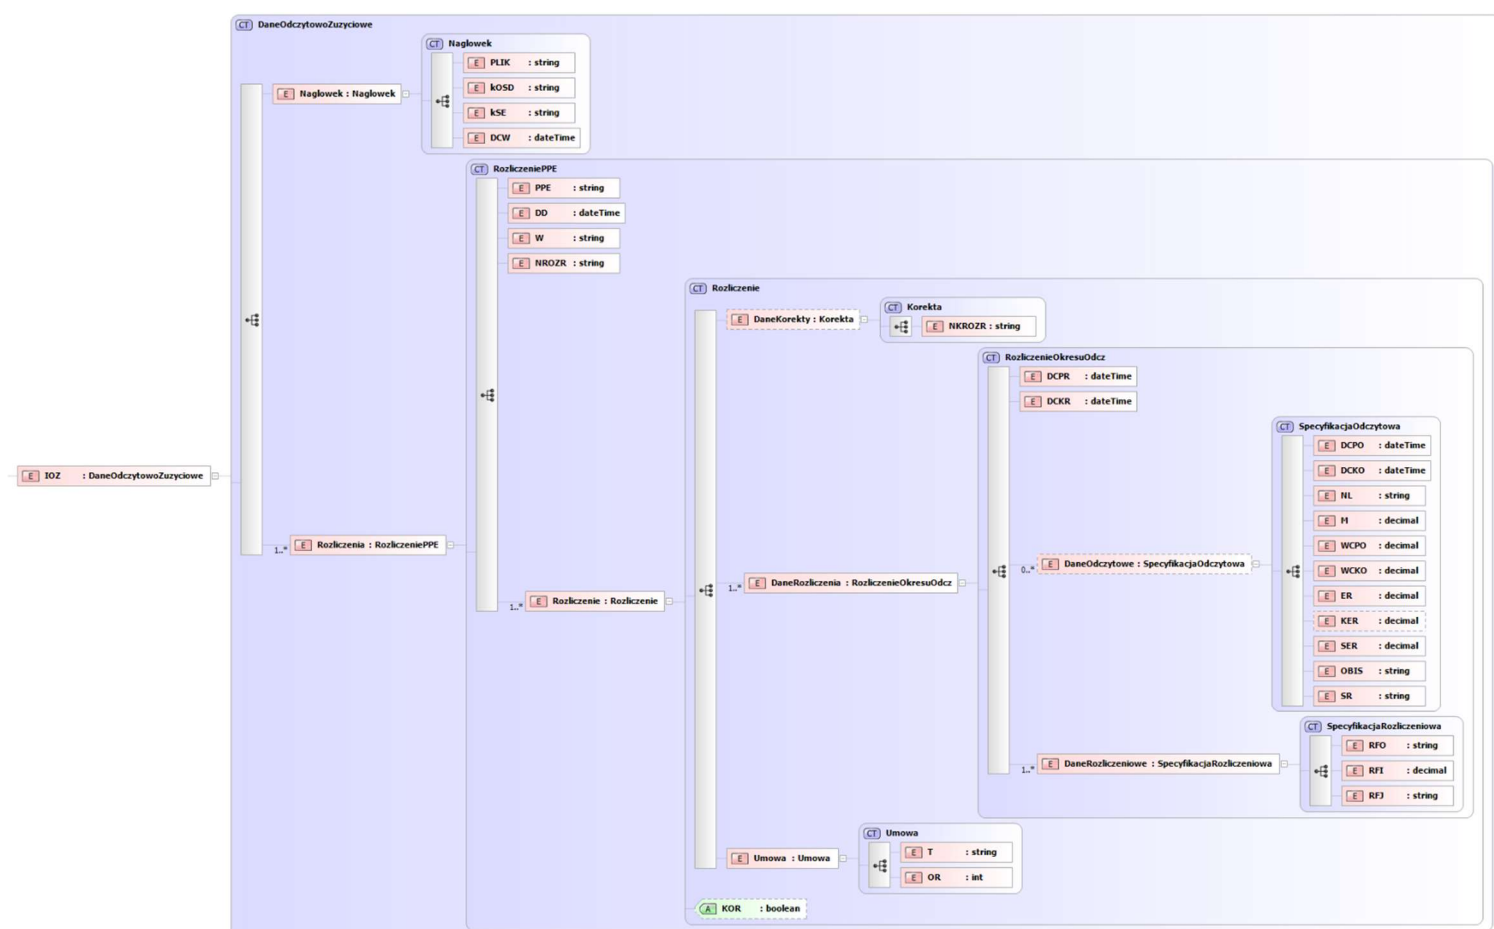 CT DaneOdczytowoZuzyciowe
CT Naglowek
E PLIK : string
E Naglowek : Naglowek
E kOSD : string
E kSE : string
E DCW : dateTime
CT RozliczeniePPE
E PPE : string
E DD : dateTime
E W : string
E NROZR : string
CT Rozliczenie
CT Korekta
E DaneKorekty : Korekta
E NKROZR : string
CT RozliczenieOkresuOdcz
E DCPR : dateTime
E DCKR : dateTime
CT SpecyfikacjaOdczytowa
E DCPO : dateTime
E DCKO : dateTime
E IOZ : DaneOdczytowoZuzyciowe
E NL : string
E M : decimal
E WCPO : decimal
1..* E Rozliczenia : RozliczeniePPE
0..* E DaneOdczytowe : SpecyfikacjaOdczytowa
E WCKO : decimal
1..* E DaneRozliczenia : RozliczenieOkresuOdcz
E ER : decimal
1..* E Rozliczenie : Rozliczenie
E KER : decimal
E SER : decimal
E OBIS : string
E SR : string
CT SpecyfikacjaRozliczeniowa
E RFO : string
1..* E DaneRozliczeniowe : SpecyfikacjaRozliczeniowa
E RFI : decimal
E RFJ : string
CT Umowa
E Umowa : Umowa
E T : string
E OR : int
A KOR : boolean